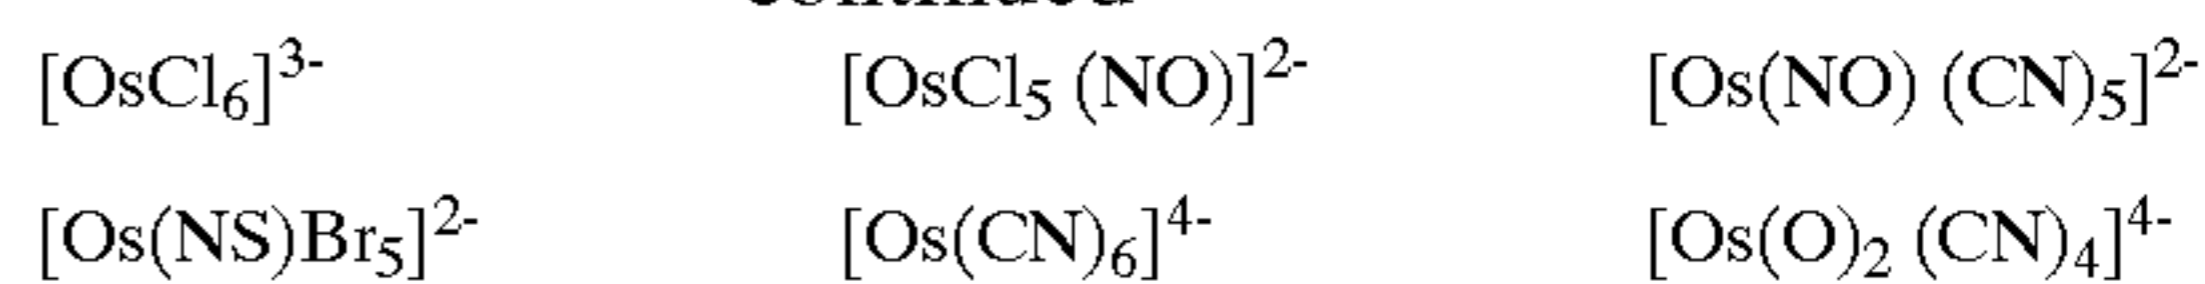 continued
[OsCl₆]³⁻ [OsCl₅ (NO)]²⁻ [Os(NO) (CN)₅]²⁻
[Os(NS)Br₅]²⁻ [Os(CN)₆]⁴⁻ [Os(O)₂ (CN)₄]⁴⁻